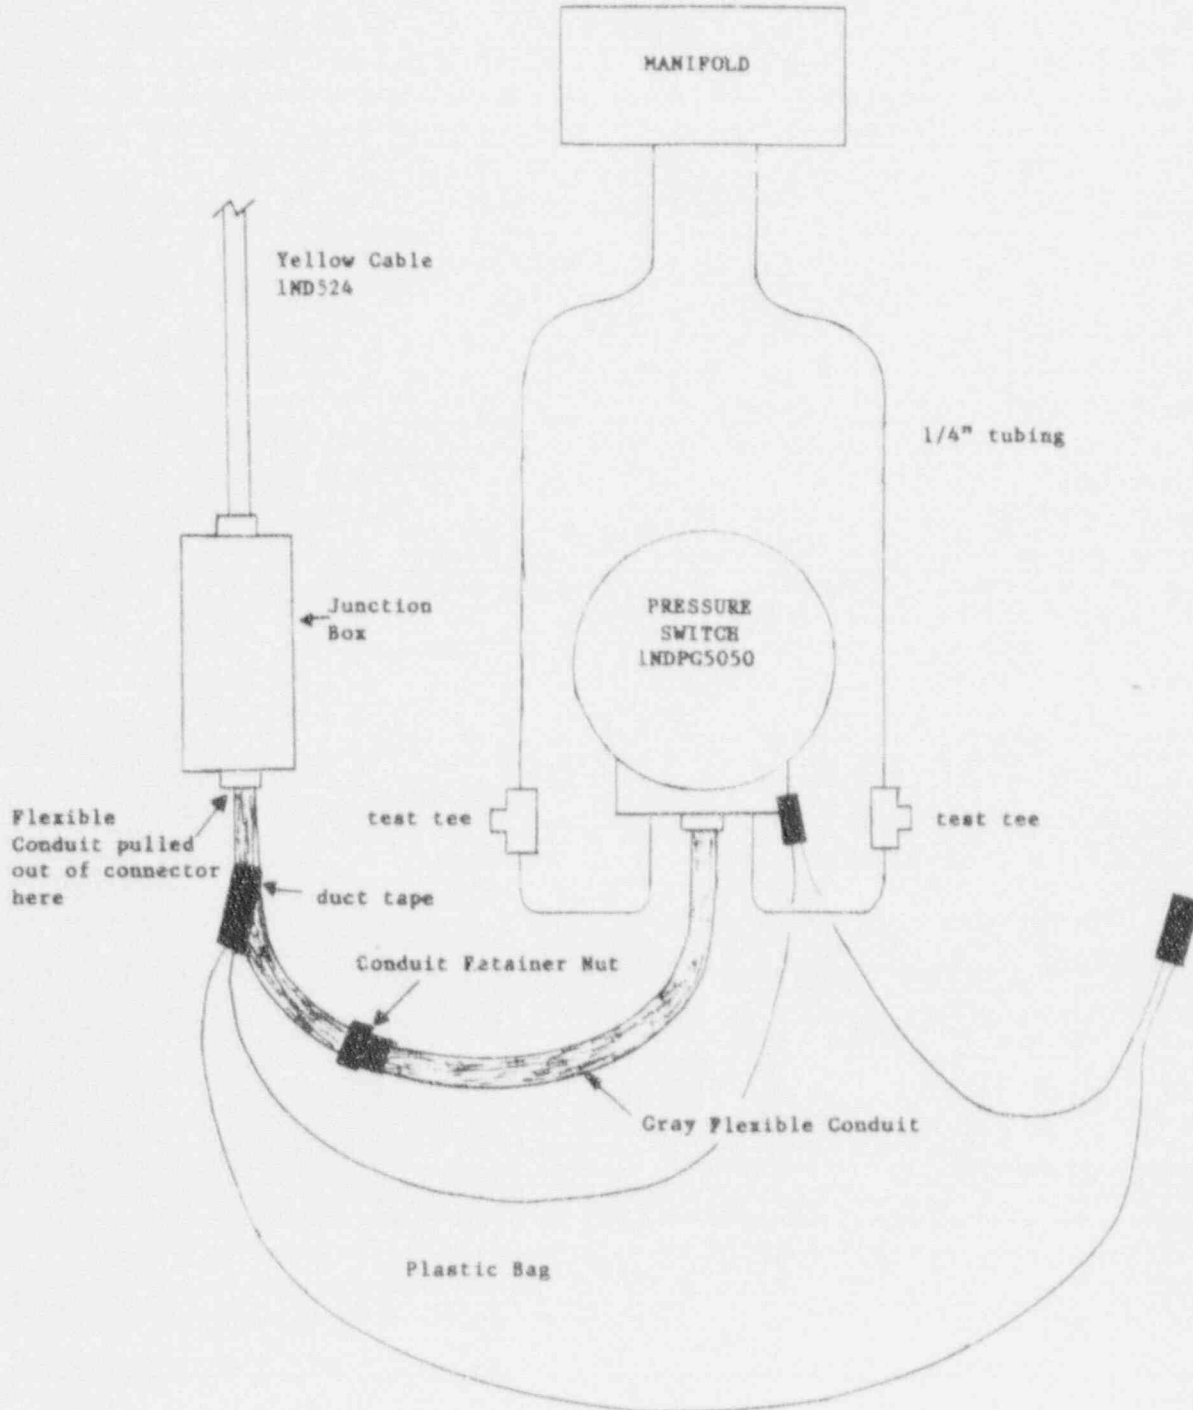 MANIFOLD
Yellow Cable
1ND524
1/4" tubing
Junction
Box
PRESSURE
SWITCH
1NDPG5050
Flexible
Conduit pulled
out of connector
here
test tee
test tee
duct tape
Conduit Retainer Nut
Gray Flexible Conduit
Plastic Bag